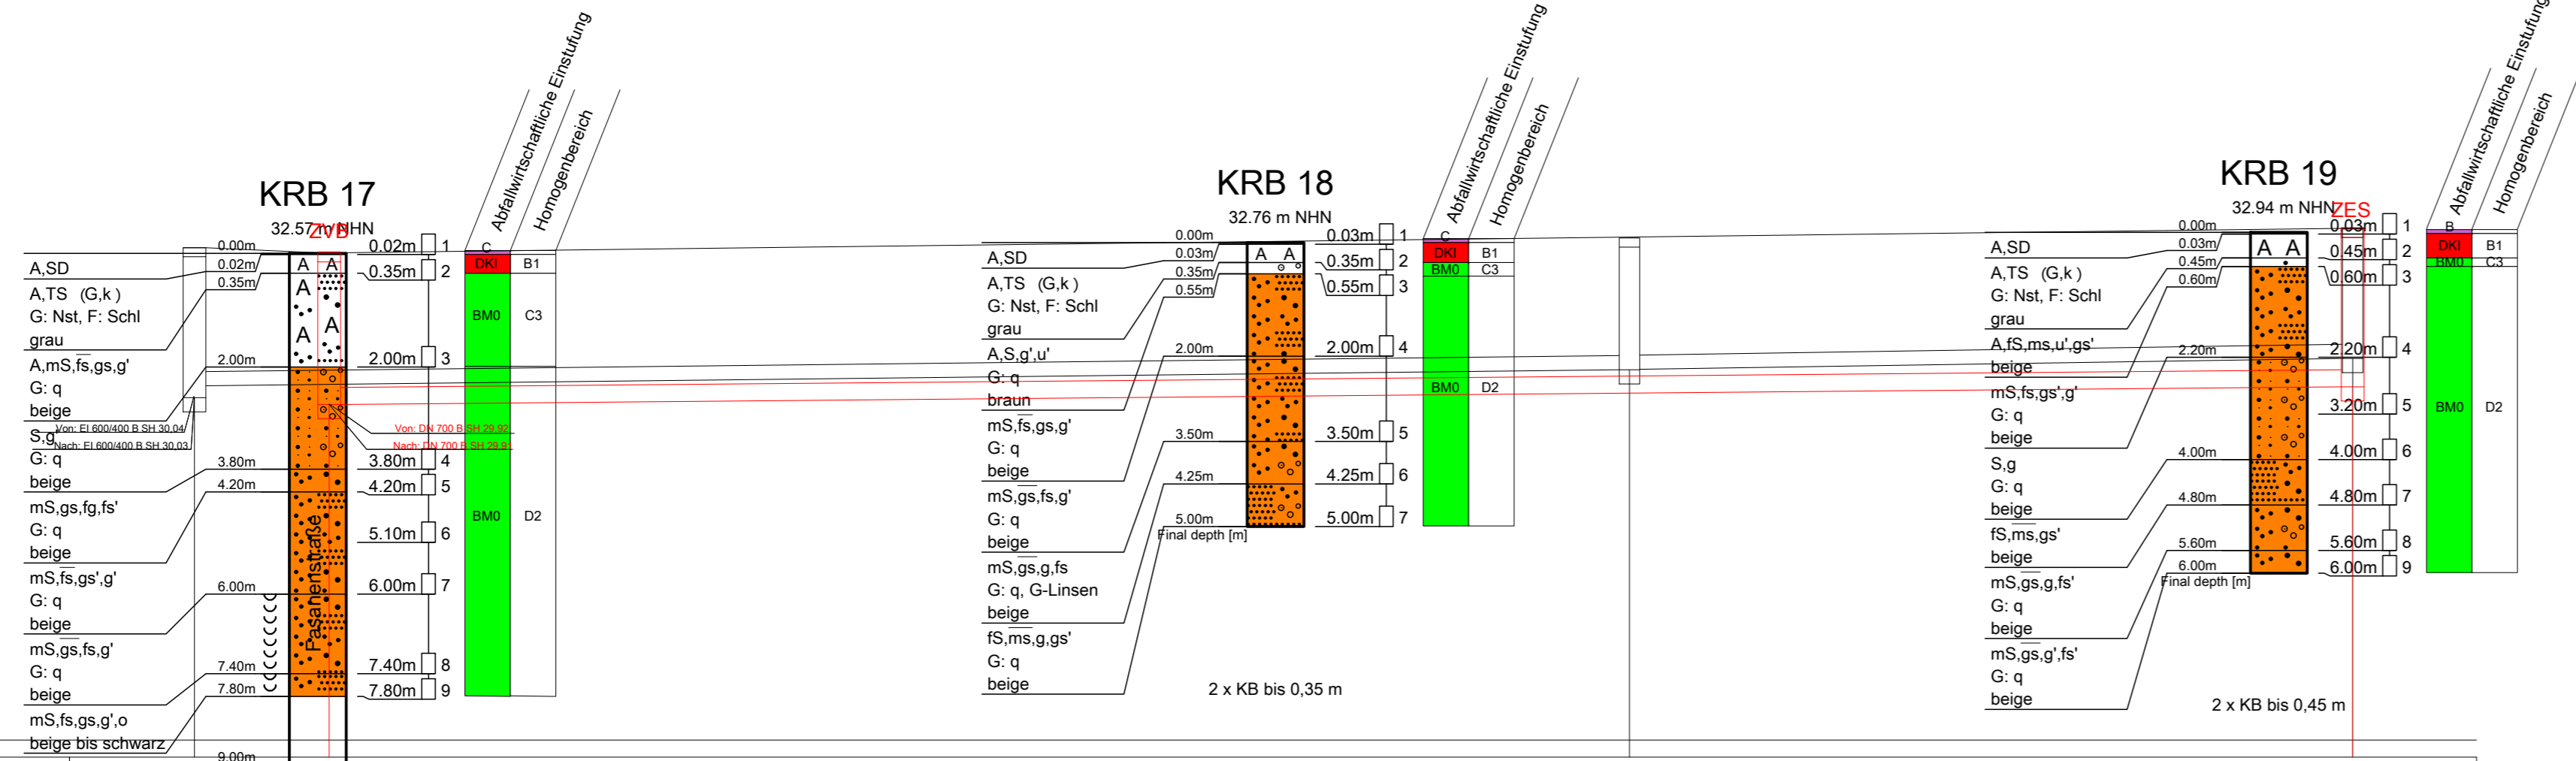 KRB 17
32.57 m NHN
ZVB
Abfallwirtschaftliche Einstufung
Homogenbereich
0.00m
0.02m
0.35m
2.00m
3.80m
4.20m
6.00m
7.40m
7.80m
9.00m
A,SD
A,TS (G,k)
G: Nst, F: Schl
grau
A,mS,fs,gs,g'
G: q
beige
Von: EI 600/400 B SH 30,04
S,g
Nach: EI 600/400 B SH 30,03
G: q
beige
mS,gs,fg,fs'
G: q
beige
mS,fs,gs',g'
G: q
beige
mS,gs,fs,g'
G: q
beige
mS,fs,gs,g',o
beige bis schwarz
A A
A
A
A
Fasanenstraße
Von: DN 700 B SH 29,92
Nach: DN 700 B SH 29,91
0.02m 1
0.35m 2
2.00m 3
3.80m 4
4.20m 5
5.10m 6
6.00m 7
7.40m 8
7.80m 9
C
DKI B1
BM0 C3
BM0 D2
KRB 18
32.76 m NHN
Abfallwirtschaftliche Einstufung
Homogenbereich
0.00m
0.03m
0.35m
0.55m
2.00m
3.50m
4.25m
5.00m
Final depth [m]
A,SD
A,TS (G,k)
G: Nst, F: Schl
grau
A,S,g',u'
G: q
braun
mS,fs,gs,g'
G: q
beige
mS,gs,fs,g'
G: q
beige
mS,gs,g,fs
G: q, G-Linsen
beige
fS,ms,g,gs'
G: q
beige
A A
0.03m 1
0.35m 2
0.55m 3
2.00m 4
3.50m 5
4.25m 6
5.00m 7
C
DKI B1
BM0 C3
BM0 D2
2 x KB bis 0,35 m
KRB 19
32.94 m NHN
ZES
Abfallwirtschaftliche Einstufung
Homogenbereich
0.00m
0.03m
0.45m
0.60m
2.20m
4.00m
4.80m
5.60m
6.00m
Final depth [m]
A,SD
A,TS (G,k)
G: Nst, F: Schl
grau
A,fS,ms,u',gs'
beige
mS,fs,gs',g'
G: q
beige
S,g
G: q
beige
fS,ms,gs'
beige
mS,gs,g,fs'
G: q
beige
mS,gs,g',fs'
G: q
beige
A A
0.03m 1
0.45m 2
0.60m 3
2.20m 4
3.20m 5
4.00m 6
4.80m 7
5.60m 8
6.00m 9
B
DKI B1
BM0 C3
BM0 D2
2 x KB bis 0,45 m